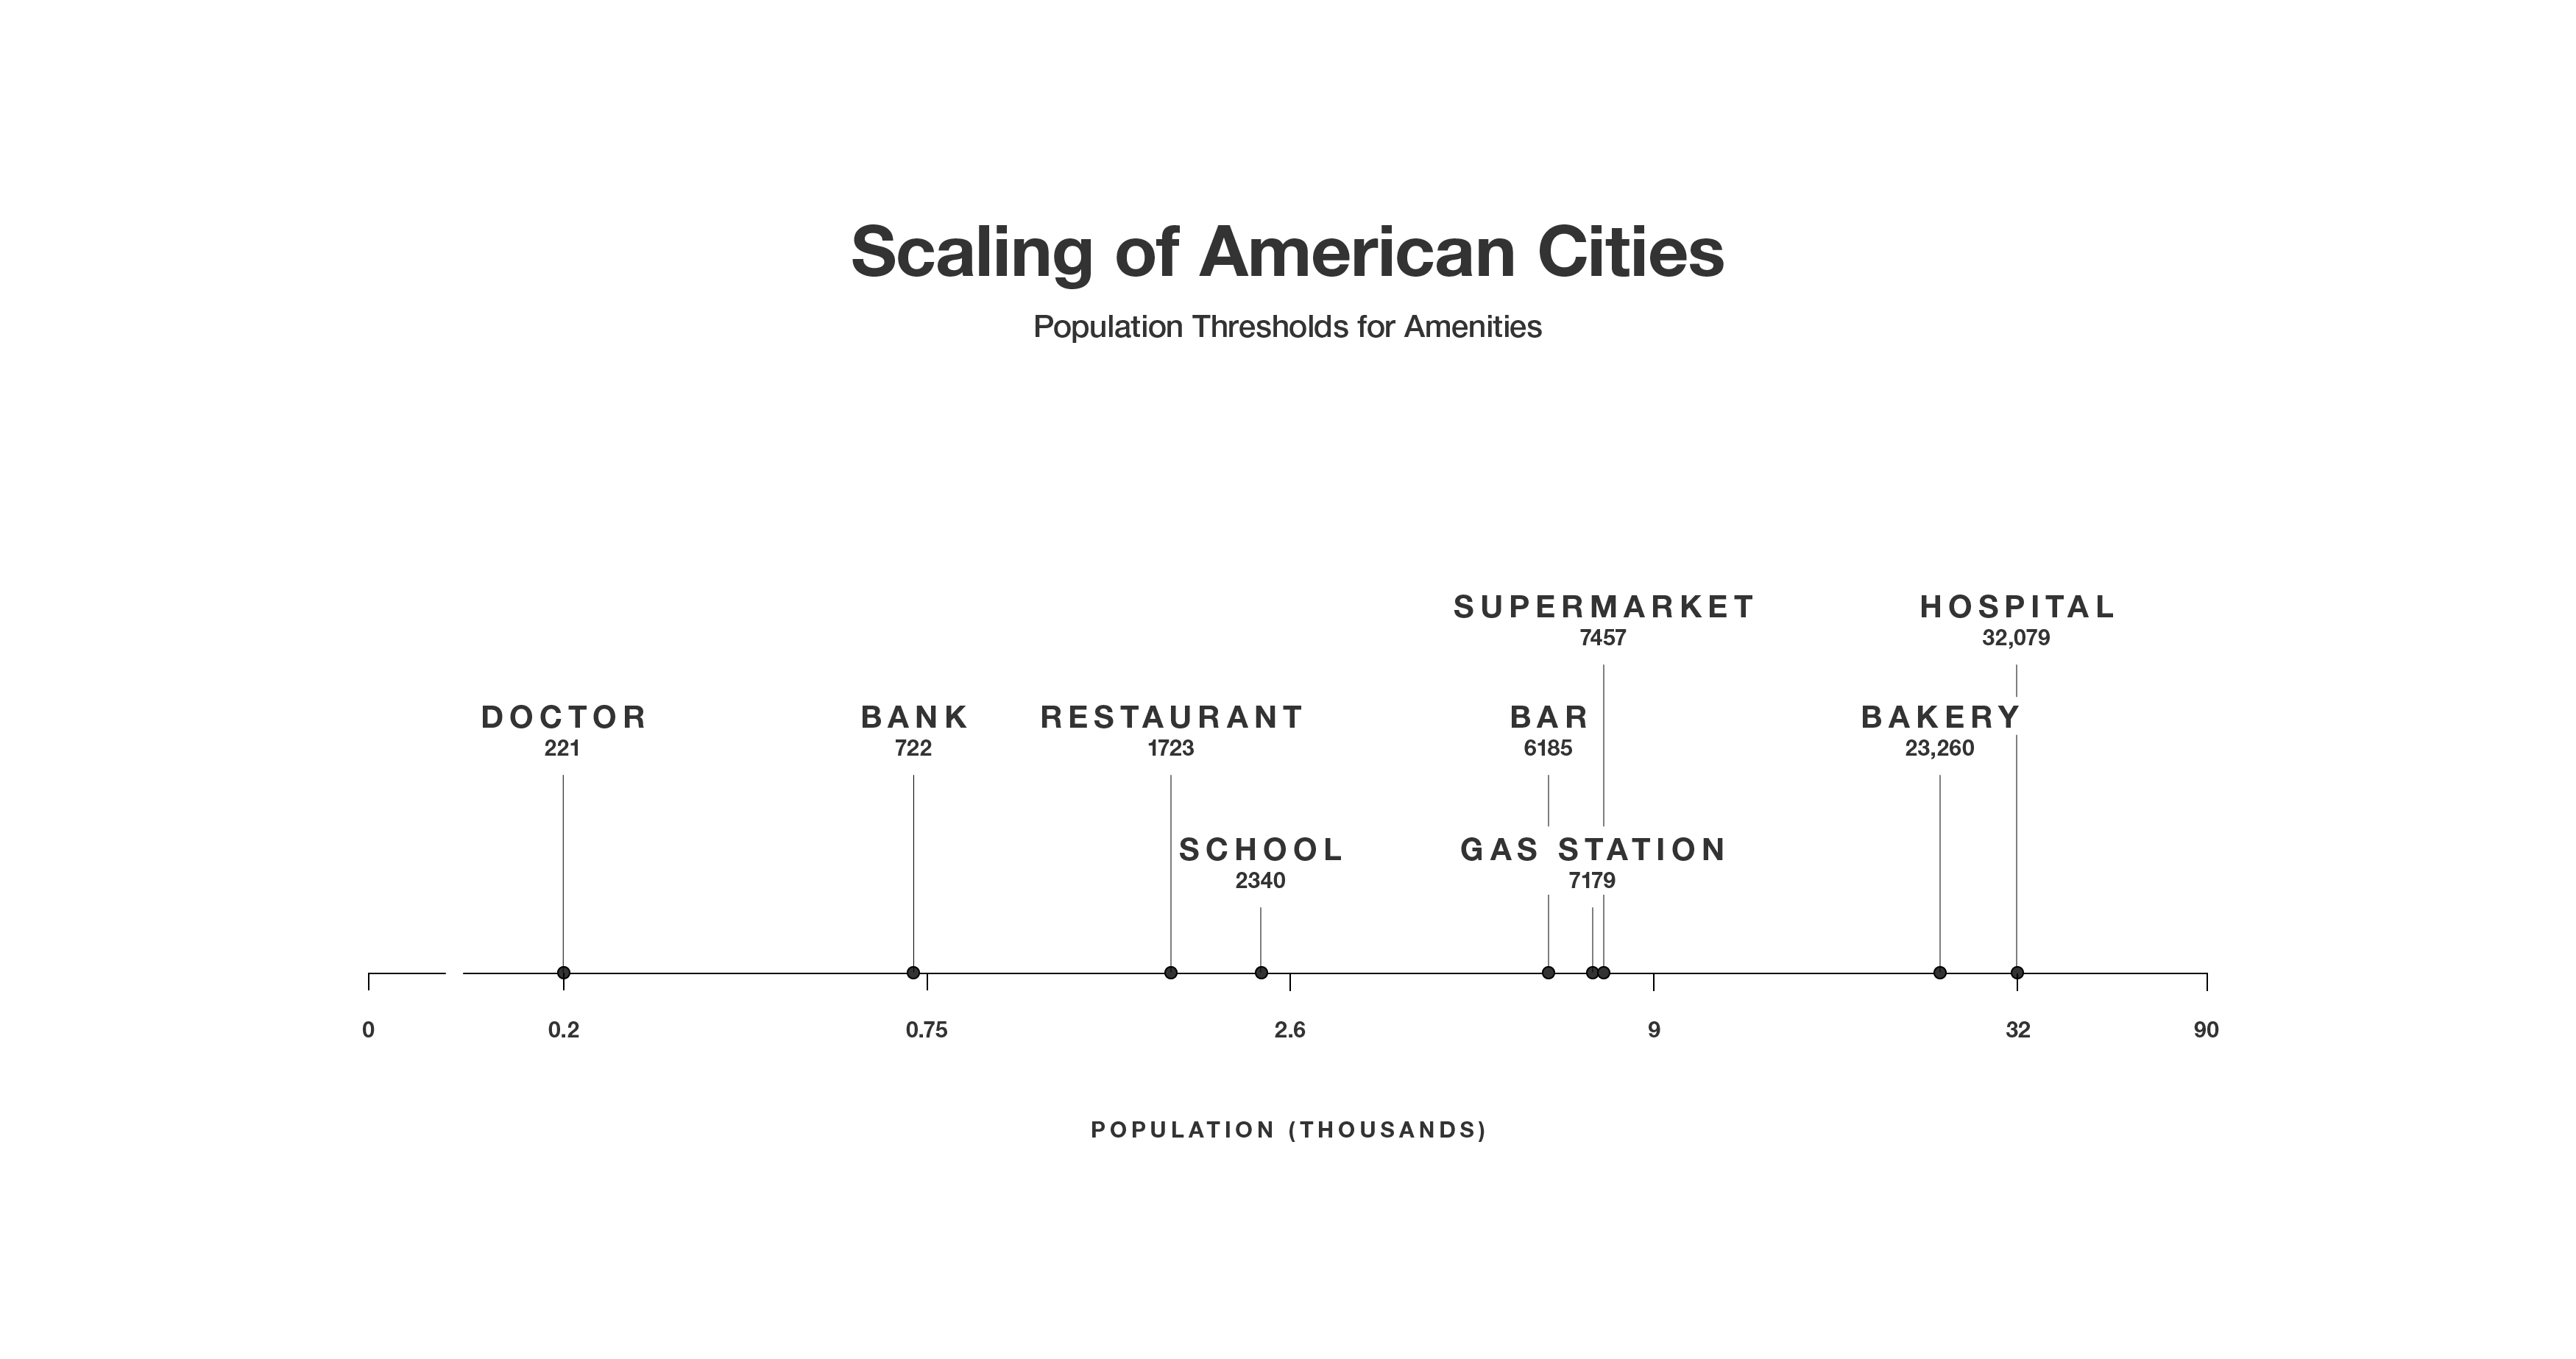 Scaling of American Cities
Population Thresholds for Amenities
SUPERMARKET
7457
HOSPITAL
32,079
DOCTOR
221
BANK
722
RESTAURANT
1723
BAR
6185
BAKERY
23,260
SCHOOL
2340
GAS STATION
7179
0 0.2 0.75 2.6 9 32 90
POPULATION (THOUSANDS)